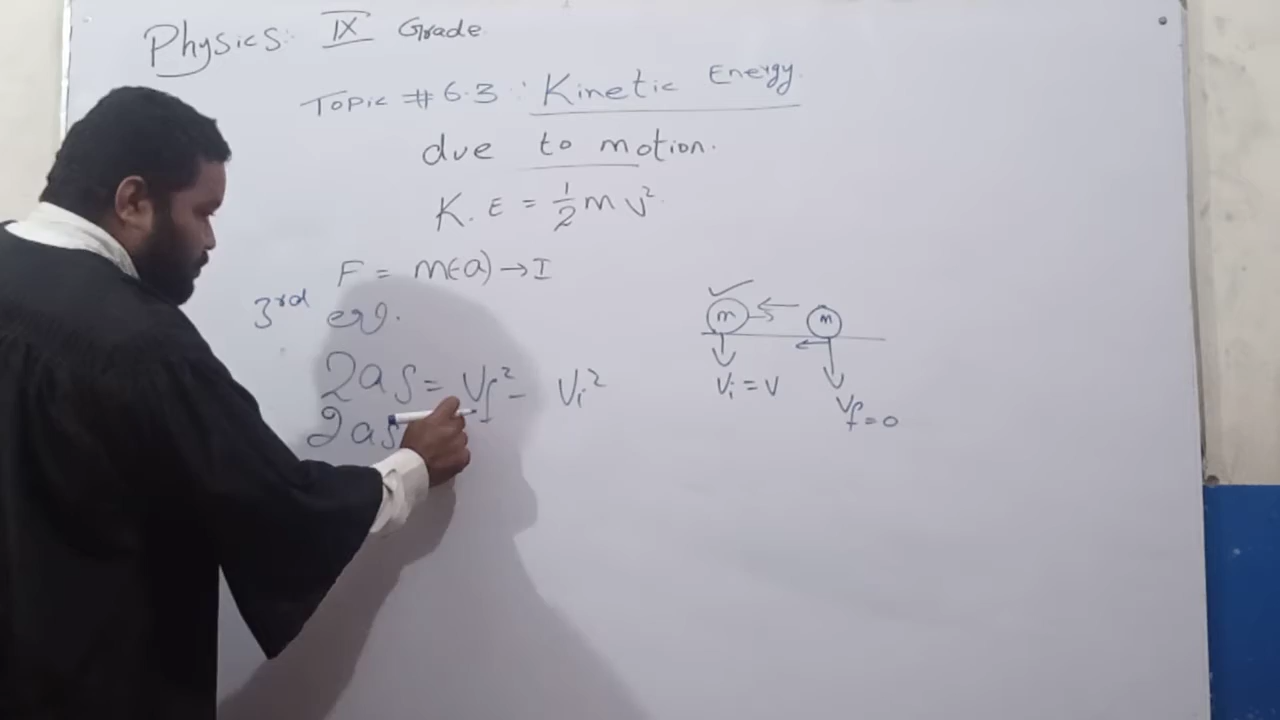 Physics: IX Grade
Topic # 6.3 : Kinetic Energy
due to motion.
K.E = 1/2 m v²
F = m(a) → I
3rd eq.
2as = Vf² - Vi²
2as
m m
Vi = V
Vf = 0